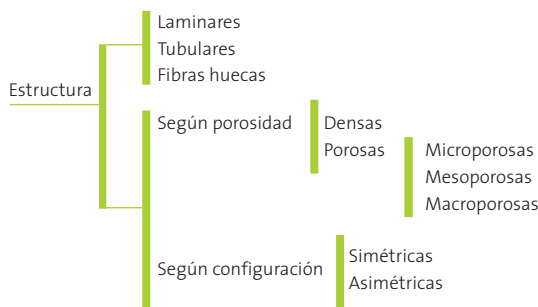 Laminares
Tubulares
Fibras huecas
Estructura
Según porosidad
Densas
Porosas
Microporosas
Mesoporosas
Macroporosas
Según configuración
Simétricas
Asimétricas